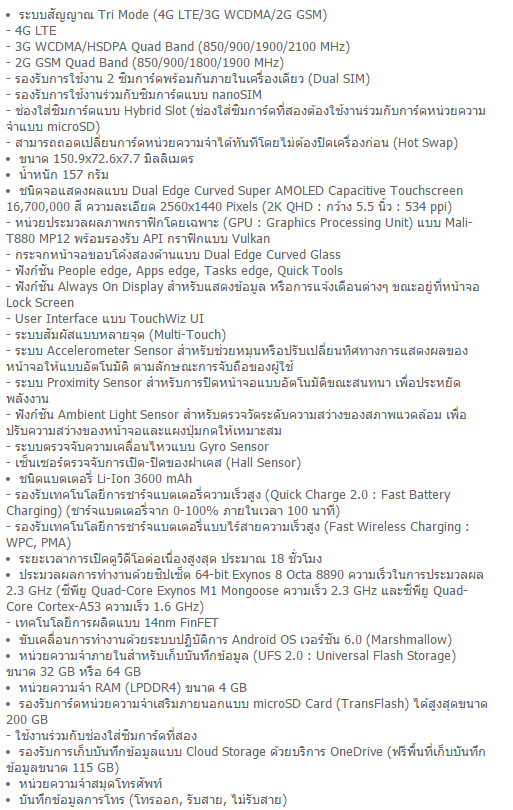 • ระบบสัญญาณ Tri Mode (4G LTE/3G WCDMA/2G GSM)
- 4G LTE
- 3G WCDMA/HSDPA Quad Band (850/900/1900/2100 MHz)
- 2G GSM Quad Band (850/900/1800/1900 MHz)
- รองรับการใช้งาน 2 ซิมการ์ดพร้อมกันภายในเครื่องเดียว (Dual SIM)
- รองรับการใช้งานร่วมกับซิมการ์ดแบบ nanoSIM
- ช่องใส่ซิมการ์ดแบบ Hybrid Slot (ช่องใส่ซิมการ์ดที่สองต้องใช้งานร่วมกับการ์ดหน่วยความ
จำแบบ microSD)
- สามารถถอดเปลี่ยนการ์ดหน่วยความจำได้ทันทีโดยไม่ต้องปิดเครื่องก่อน (Hot Swap)
• ขนาด 150.9x72.6x7.7 มิลลิเมตร
• น้ำหนัก 157 กรัม
• ชนิดจอแสดงผลแบบ Dual Edge Curved Super AMOLED Capacitive Touchscreen
16,700,000 สี ความละเอียด 2560x1440 Pixels (2K QHD : กว้าง 5.5 นิ้ว : 534 ppi)
- หน่วยประมวลผลภาพกราฟิกโดยเฉพาะ (GPU : Graphics Processing Unit) แบบ Mali-
T880 MP12 พร้อมรองรับ API กราฟิกแบบ Vulkan
- กระจกหน้าจอขอบโค้งสองด้านแบบ Dual Edge Curved Glass
- ฟังก์ชัน People edge, Apps edge, Tasks edge, Quick Tools
- ฟังก์ชัน Always On Display สำหรับแสดงข้อมูล หรือการแจ้งเตือนต่างๆ ขณะอยู่ที่หน้าจอ
Lock Screen
- User Interface แบบ TouchWiz UI
- ระบบสัมผัสแบบหลายจุด (Multi-Touch)
- ระบบ Accelerometer Sensor สำหรับช่วยหมุนหรือปรับเปลี่ยนทิศทางการแสดงผลของ
หน้าจอให้แบบอัตโนมัติ ตามลักษณะการจับถือของผู้ใช้
- ระบบ Proximity Sensor สำหรับการปิดหน้าจอแบบอัตโนมัติขณะสนทนา เพื่อประหยัด
พลังงาน
- ฟังก์ชัน Ambient Light Sensor สำหรับตรวจวัดระดับความสว่างของสภาพแวดล้อม เพื่อ
ปรับความสว่างของหน้าจอและแผงปุ่มกดให้เหมาะสม
- ระบบตรวจจับความเคลื่อนไหวแบบ Gyro Sensor
- เซ็นเซอร์ตรวจจับการเปิด-ปิดของฝาเคส (Hall Sensor)
• ชนิดแบตเตอรี่ Li-Ion 3600 mAh
- รองรับเทคโนโลยีการชาร์จแบตเตอรี่ความเร็วสูง (Quick Charge 2.0 : Fast Battery
Charging) (ชาร์จแบตเตอรี่จาก 0-100% ภายในเวลา 100 นาที)
- รองรับเทคโนโลยีการชาร์จแบตเตอรี่แบบไร้สายความเร็วสูง (Fast Wireless Charging :
WPC, PMA)
• ระยะเวลาการเปิดดูวิดีโอต่อเนื่องสูงสุด ประมาณ 18 ชั่วโมง
• ประมวลผลการทำงานด้วยชิปเซ็ต 64-bit Exynos 8 Octa 8890 ความเร็วในการประมวลผล
2.3 GHz (ซีพียู Quad-Core Exynos M1 Mongoose ความเร็ว 2.3 GHz และซีพียู Quad-
Core Cortex-A53 ความเร็ว 1.6 GHz)
- เทคโนโลยีการผลิตแบบ 14nm FinFET
• ขับเคลื่อนการทำงานด้วยระบบปฏิบัติการ Android OS เวอร์ชัน 6.0 (Marshmallow)
• หน่วยความจำภายในสำหรับเก็บบันทึกข้อมูล (UFS 2.0 : Universal Flash Storage)
ขนาด 32 GB หรือ 64 GB
• หน่วยความจำ RAM (LPDDR4) ขนาด 4 GB
• รองรับการ์ดหน่วยความจำเสริมภายนอกแบบ microSD Card (TransFlash) ได้สูงสุดขนาด
200 GB
- ใช้งานร่วมกับช่องใส่ซิมการ์ดที่สอง
• รองรับการเก็บบันทึกข้อมูลแบบ Cloud Storage ด้วยบริการ OneDrive (ฟรีพื้นที่เก็บบันทึก
ข้อมูลขนาด 115 GB)
• หน่วยความจำสมุดโทรศัพท์
• บันทึกข้อมูลการโทร (โทรออก, รับสาย, ไม่รับสาย)